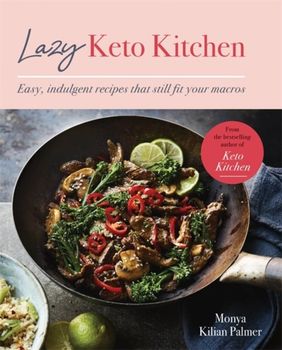 Lazy Keto Kitchen
Easy, indulgent recipes that still fit your macros
From
the bestselling
author of
Keto
Kitchen
Monya
Kilian Palmer